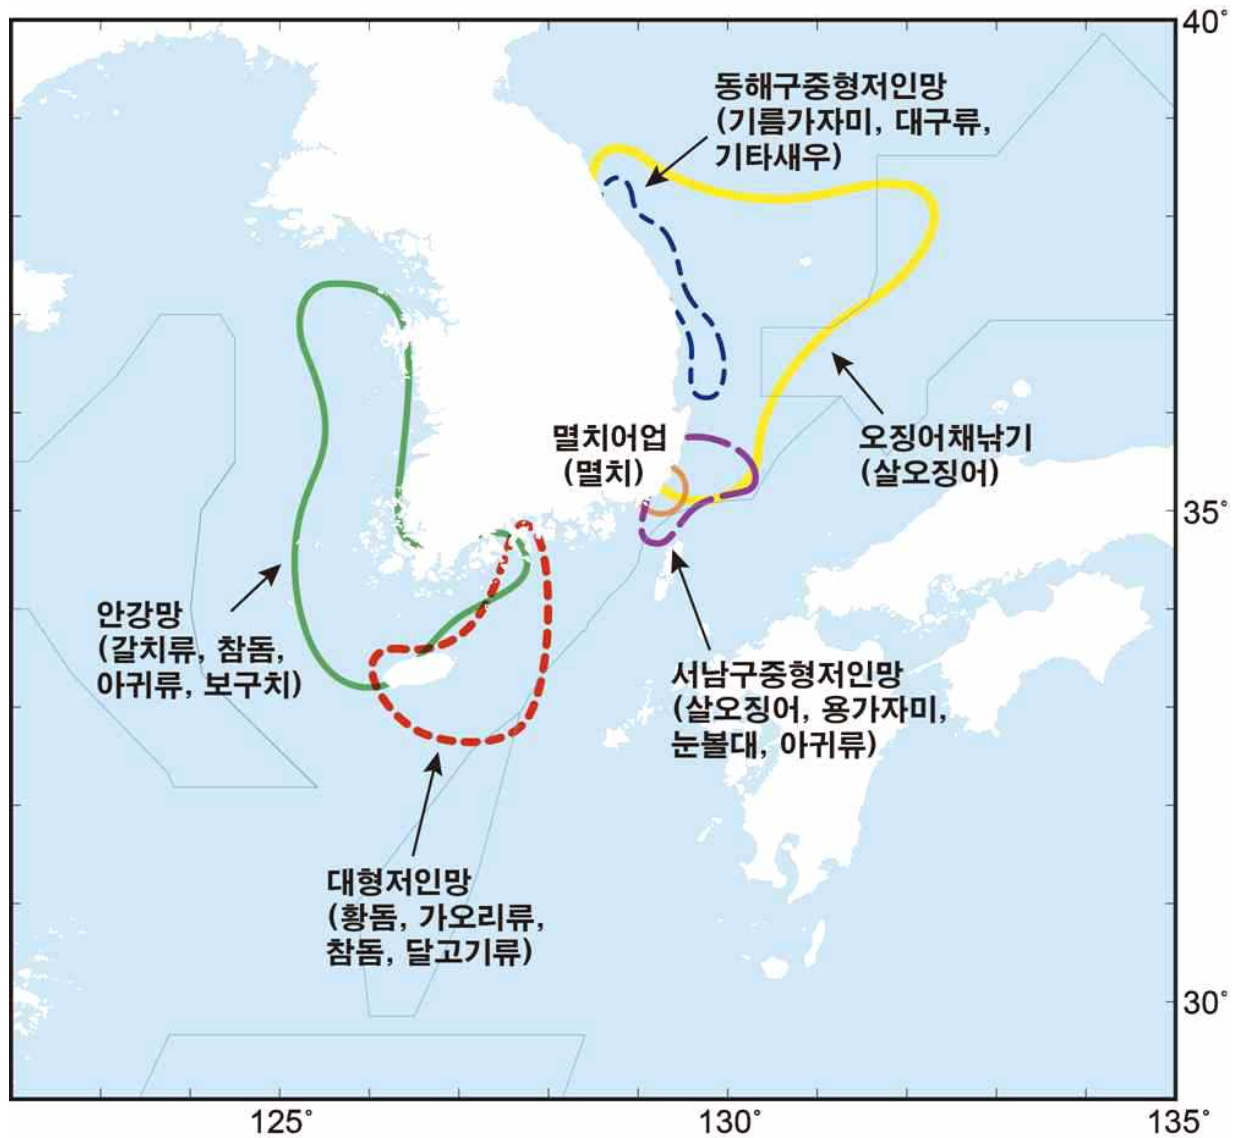 40°
동해구중형저인망
(기름가자미, 대구류,
기타새우)
멸치어업
(멸치)
오징어채낚기
(살오징어)
35°
안강망
(갈치류, 참돔,
아귀류, 보구치)
서남구중형저인망
(살오징어, 용가자미,
눈볼대, 아귀류)
대형저인망
(황돔, 가오리류,
참돔, 달고기류)
30°
125°
130°
135°